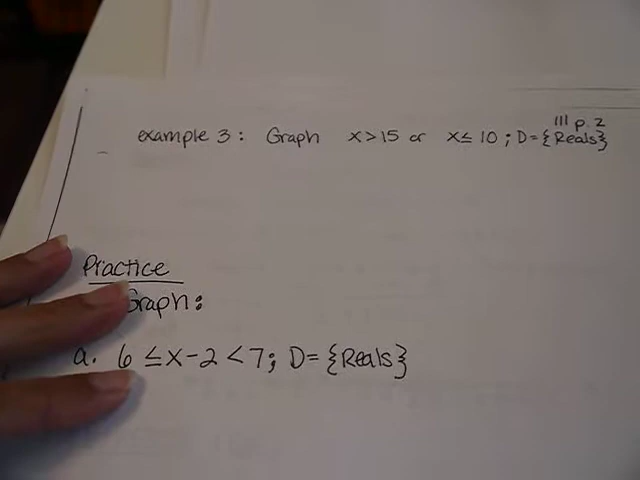 111 p. 2
example 3: Graph x>15 or x≤10; D={Reals}
Practice
Graph:
a. 6≤x-2<7; D={Reals}